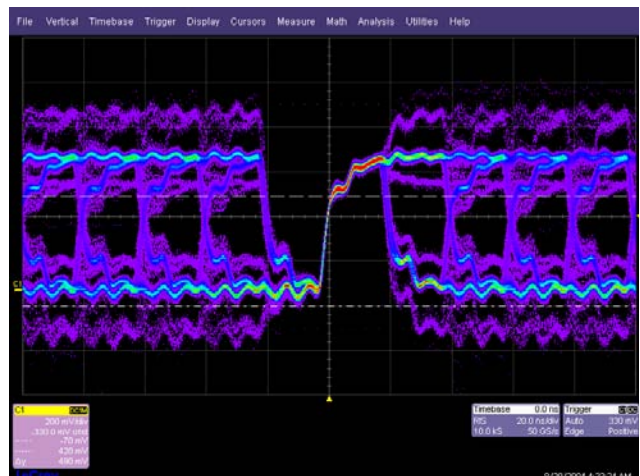 File Vertical Timebase Trigger Display Cursors Measure Math Analysis Utilities Help
C1
C1
200 mV/div
-330.0 mV ofst
-70 mV
420 mV
Δy 490 mV
Timebase 0.0 ns
RIS 20.0 ns/div
10.0 kS 50 GS/s
Trigger
Auto 330 mV
Edge Positive